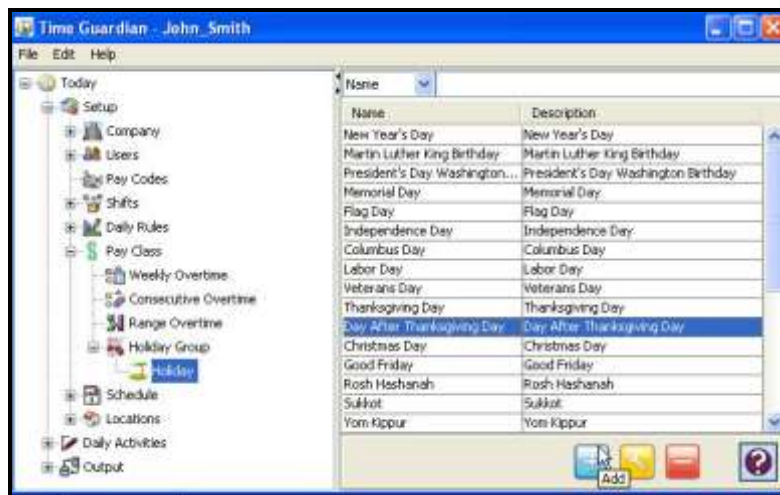 Time Guardian - John_Smith
File Edit Help
Today
Setup
Company
Users
Pay Codes
Shifts
Daily Rules
Pay Class
Weekly Overtime
Consecutive Overtime
Range Overtime
Holiday Group
Holiday
Schedule
Locations
Daily Activities
Output
Name
Name Description
New Year's Day New Year's Day
Martin Luther King Birthday Martin Luther King Birthday
President's Day Washington... President's Day Washington Birthday
Memorial Day Memorial Day
Flag Day Flag Day
Independence Day Independence Day
Columbus Day Columbus Day
Labor Day Labor Day
Veterans Day Veterans Day
Thanksgiving Day Thanksgiving Day
Day After Thanksgiving Day Day After Thanksgiving Day
Christmas Day Christmas Day
Good Friday Good Friday
Rosh Hashanah Rosh Hashanah
Sukkot Sukkot
Yom Kippur Yom Kippur
Add